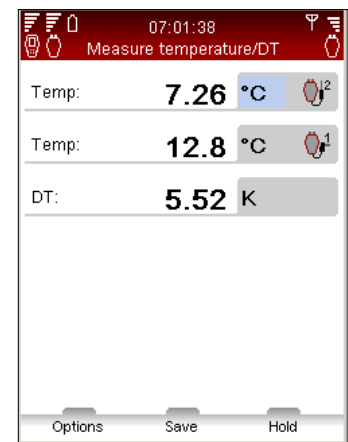 07:01:38
Measure temperature/DT
Temp: 7.26 °C 2
Temp: 12.8 °C 1
DT: 5.52 K
Options Save Hold